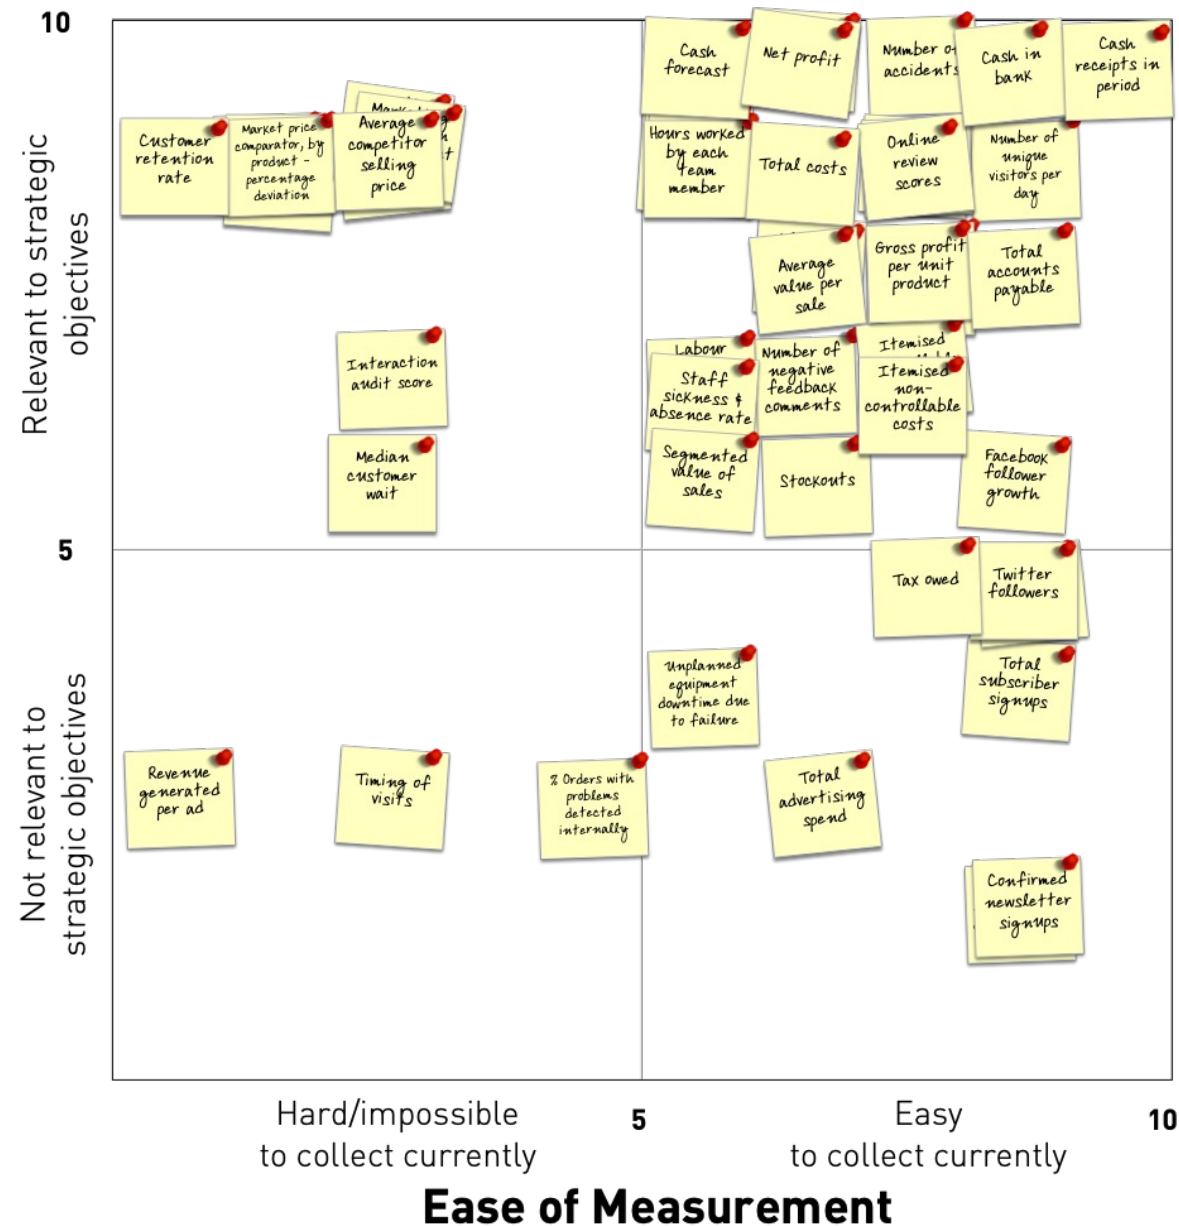 10
Cash
forecast
Net profit
Number of
accidents
Cash in
bank
Cash
receipts in
period
Customer
retention
rate
Market price
comparator, by
product -
percentage
deviation
Average
competitor
selling
price
Hours worked
by each
team
member
Total costs
Online
review
scores
Number of
unique
visitors per
day
Relevant to strategic
objectives
Average
value per
sale
Gross profit
per unit
product
Total
accounts
payable
Interaction
audit score
Labour
Staff
sickness &
absence rate
Number of
negative
feedback
comments
Itemised
Itemised
non-
controllable
costs
Median
customer
wait
Segmented
value of
sales
Stockouts
Facebook
follower
growth
5
Tax owed
Twitter
followers
Unplanned
equipment
downtime due
to failure
Total
subscriber
signups
Not relevant to
strategic objectives
Revenue
generated
per ad
Timing of
visits
% Orders with
problems
detected
internally
Total
advertising
spend
Confirmed
newsletter
signups
Hard/impossible
to collect currently
5
Easy
to collect currently
10
Ease of Measurement